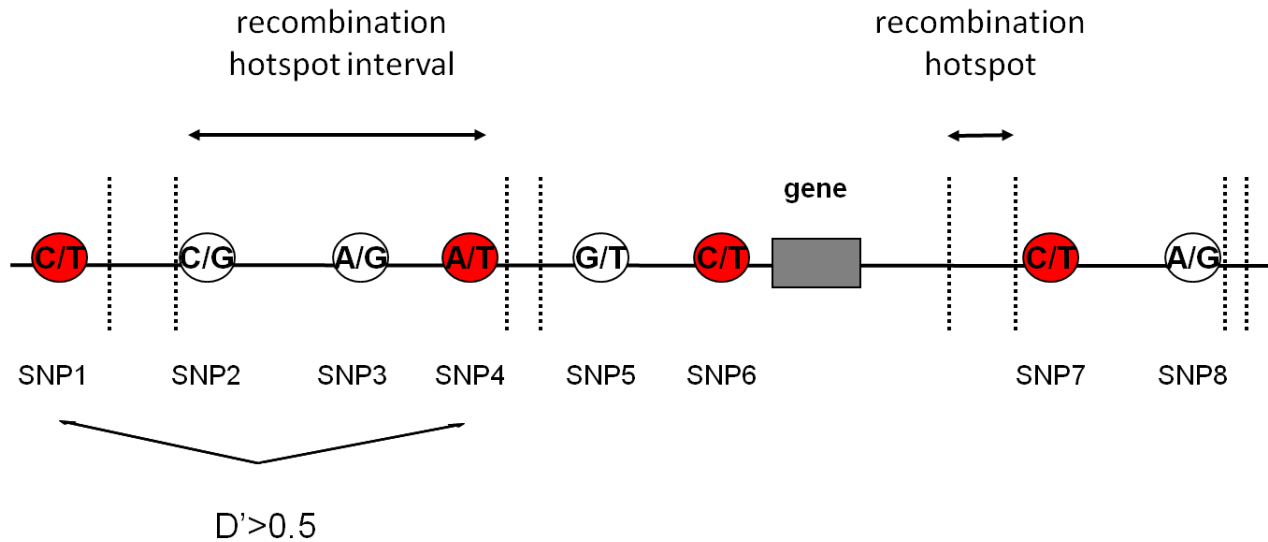 recombination
hotspot interval
recombination
hotspot
gene
C/T C/G A/G A/T G/T C/T C/T A/G
SNP1 SNP2 SNP3 SNP4 SNP5 SNP6 SNP7 SNP8
D'>0.5